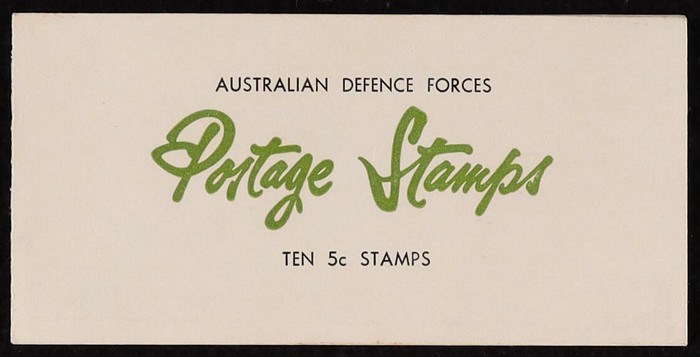 AUSTRALIAN DEFENCE FORCES
Postage Stamps
TEN 5c STAMPS